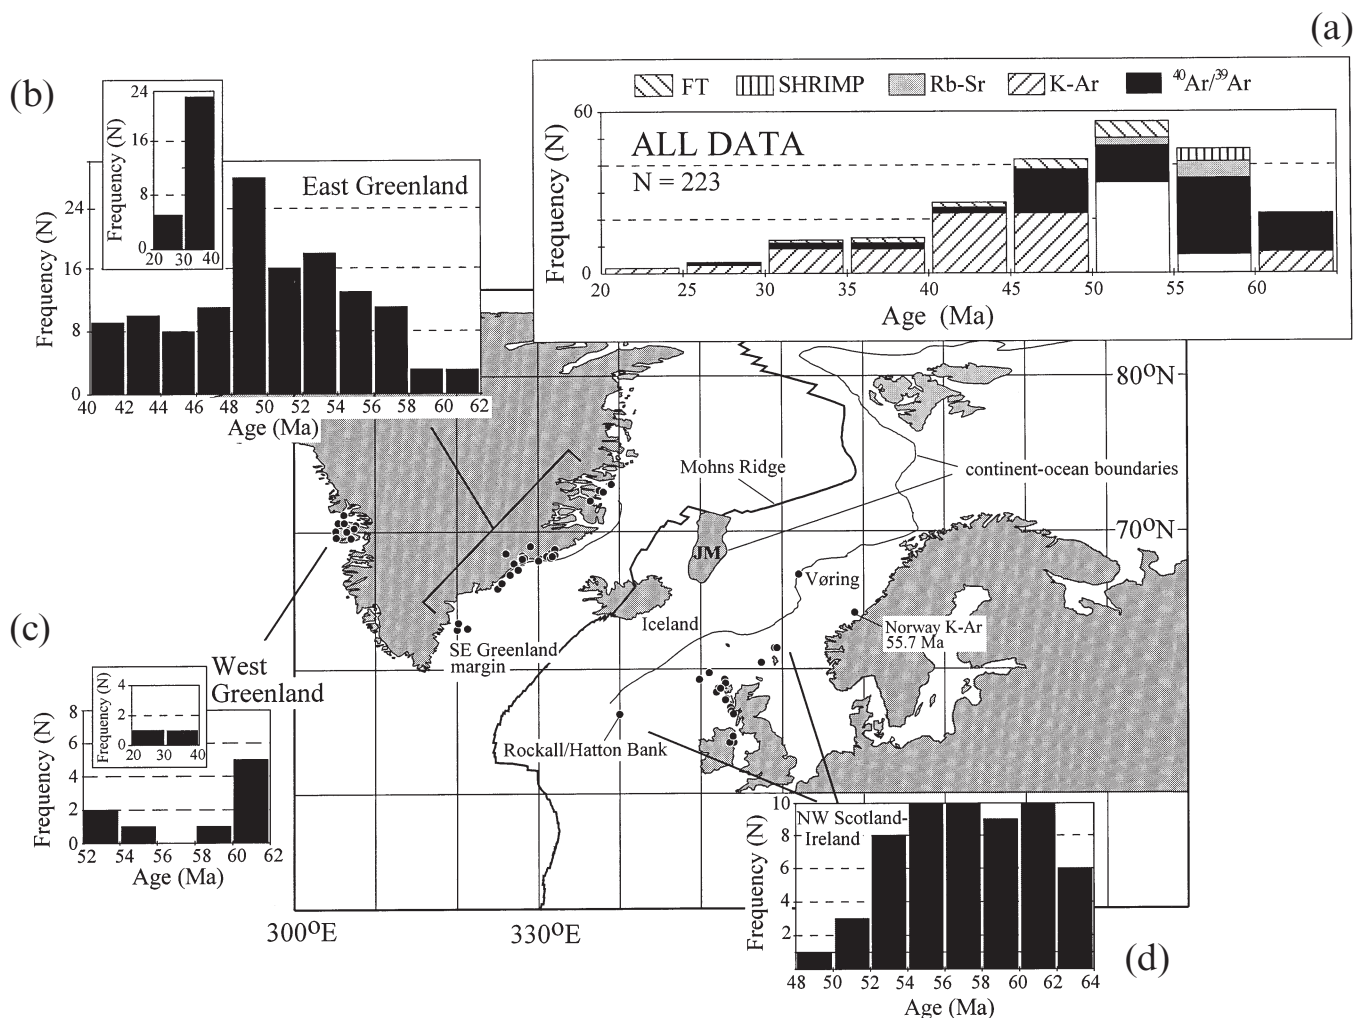 (a)
FT SHRIMP Rb-Sr K-Ar ⁴⁰Ar/³⁹Ar
ALL DATA
N = 223
Frequency (N)
60
40
20
0
20 25 30 35 40 45 50 55 60
Age (Ma)
(b)
Frequency (N)
24
16
8
0
20 30 40
East Greenland
Frequency (N)
24
16
8
0
40 42 44 46 48 50 52 54 56 58 60 62
Age (Ma)
80ºN
Mohns Ridge
continent-ocean boundaries
70ºN
JM
Vøring
Iceland
Norway K-Ar
55.7 Ma
SE Greenland
margin
Rockall/Hatton Bank
300ºE
330ºE
(c)
West
Greenland
Frequency (N)
4
2
0
20 30 40
Frequency (N)
8
6
4
2
0
52 54 56 58 60 62
Age (Ma)
NW Scotland-
Ireland
Frequency (N)
10
8
6
4
2
48 50 52 54 56 58 60 62 64
Age (Ma)
(d)